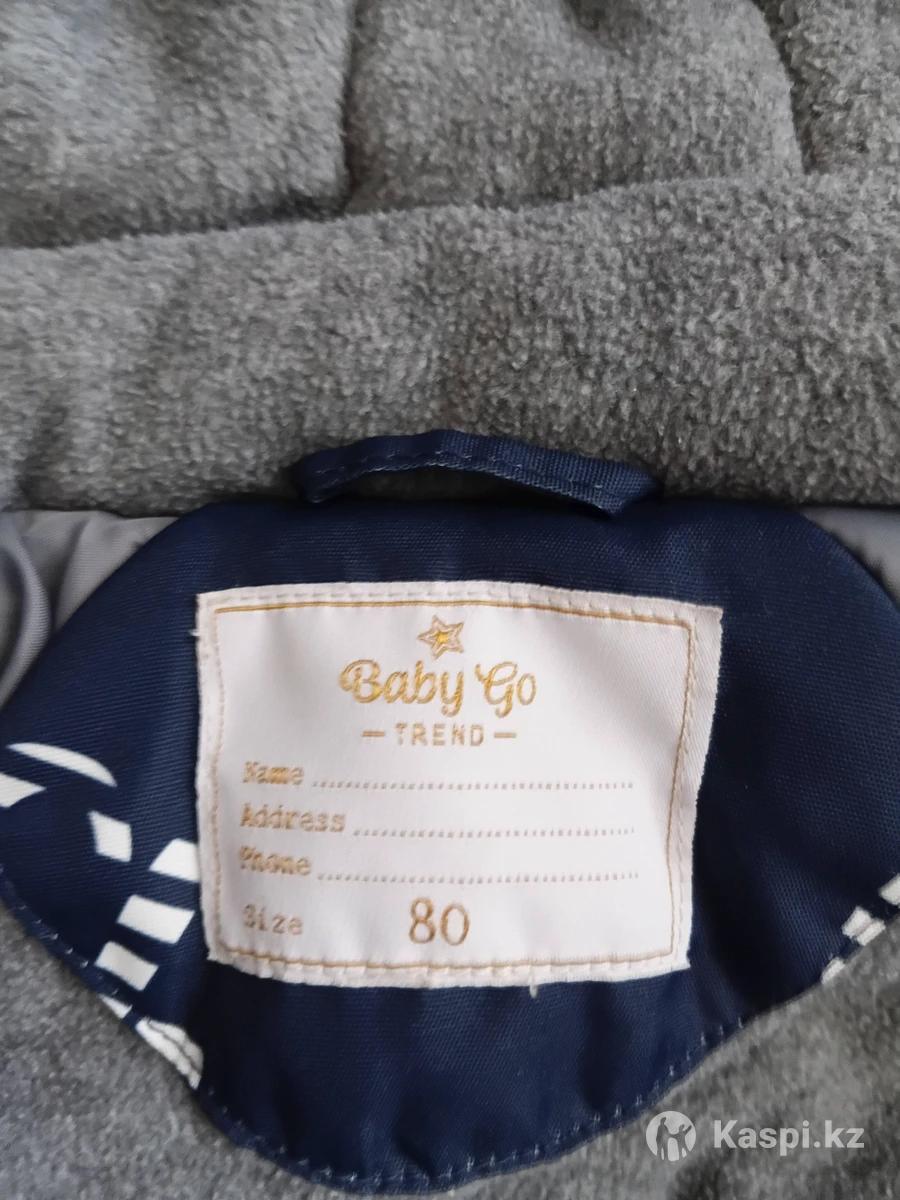 Baby Go
— TREND —
Name
Address
Phone
Size 80
Kaspi.kz